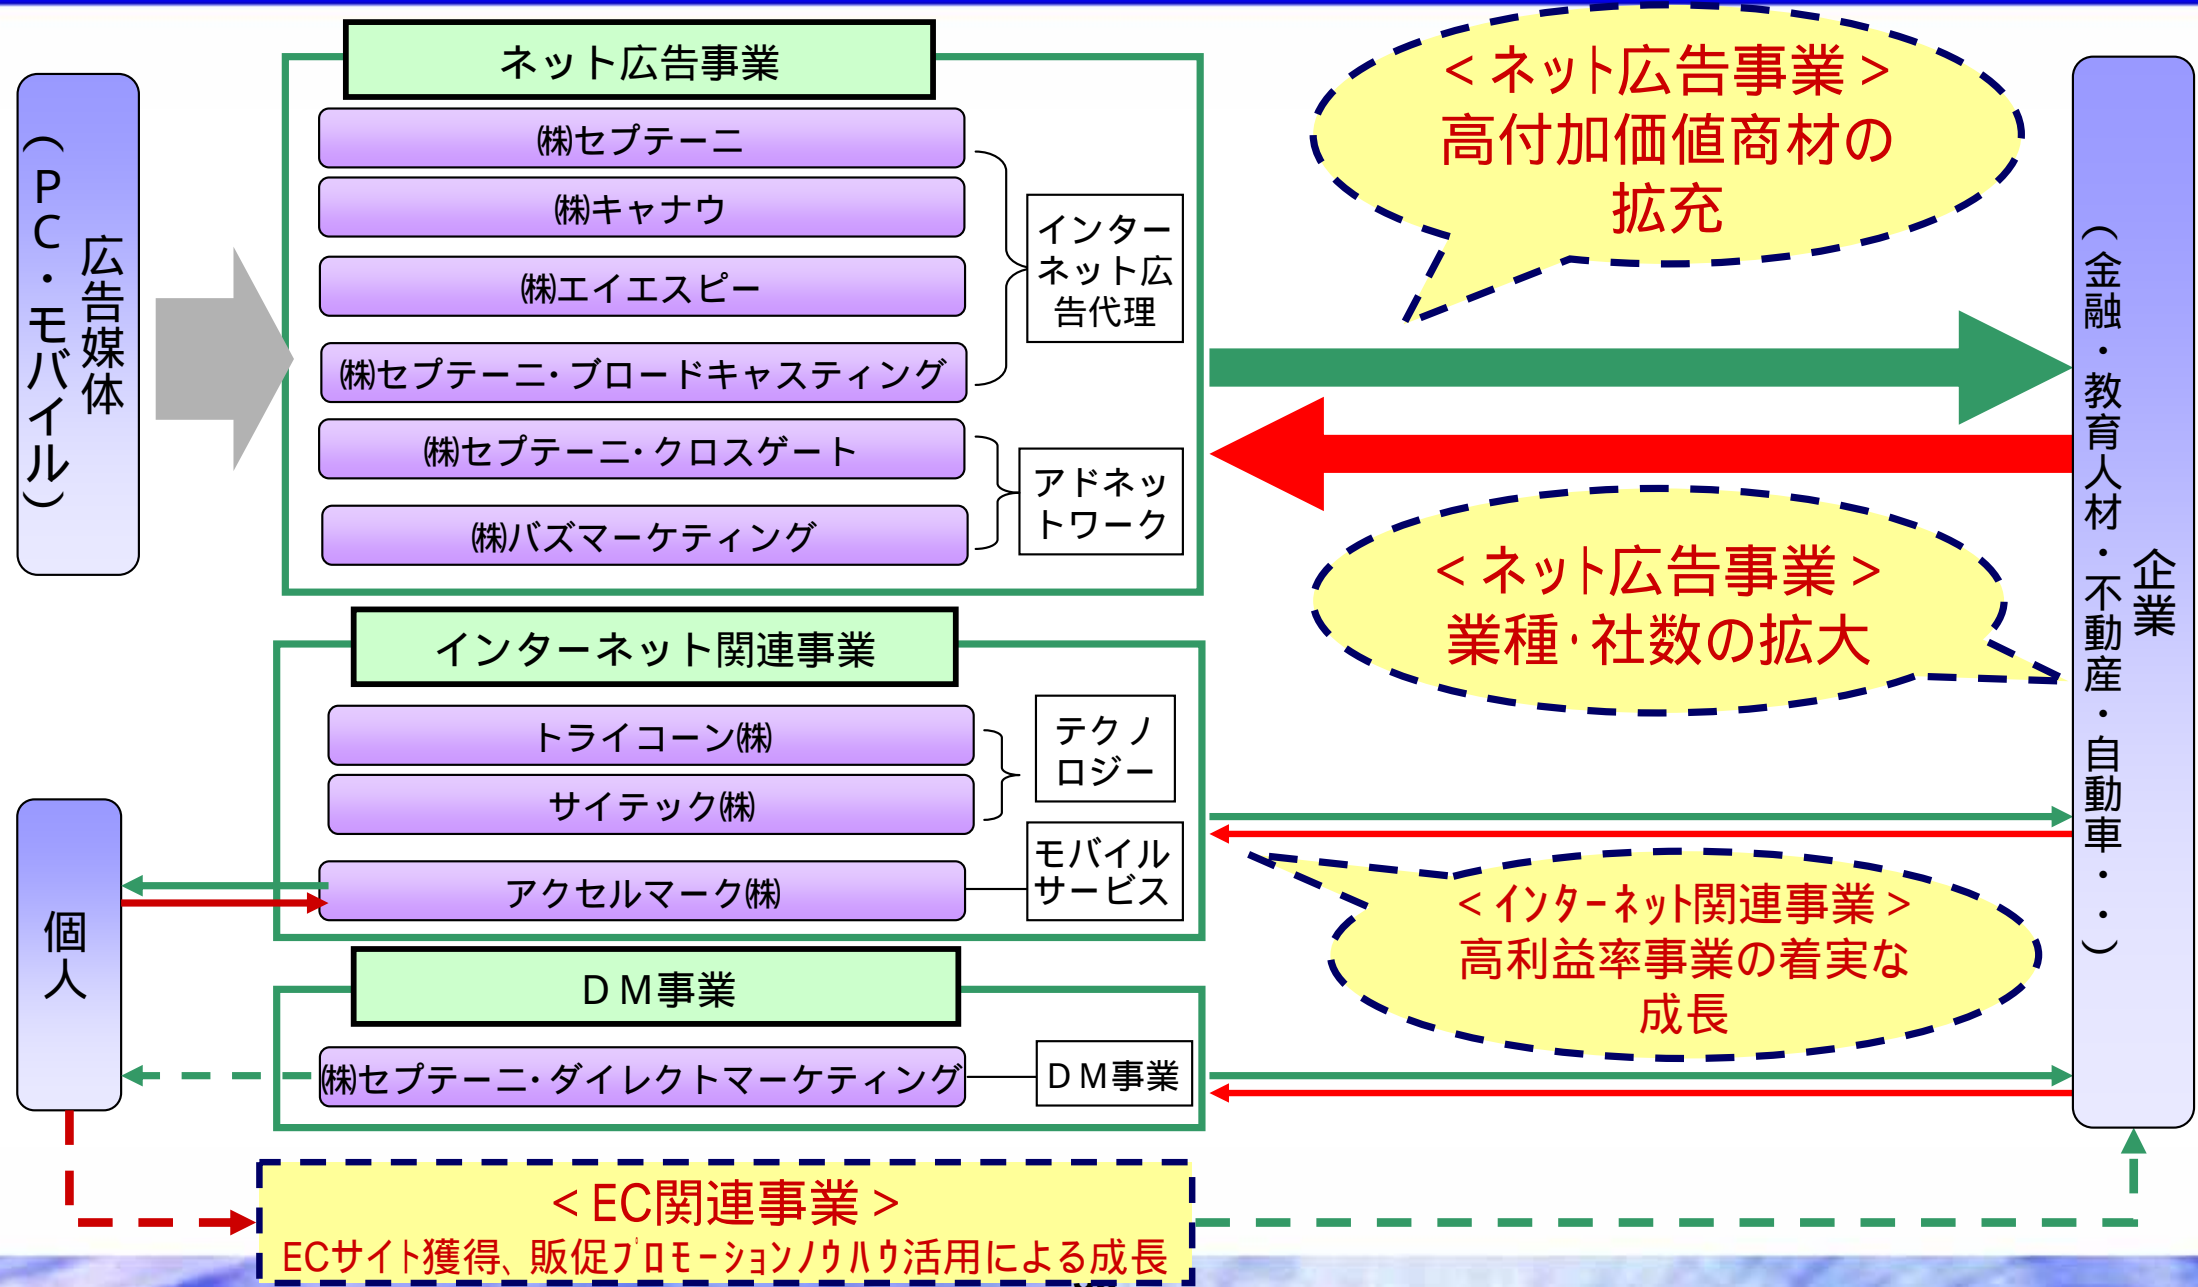 広告媒体
（ＰＣ・モバイル）
個人
ネット広告事業
㈱セプテーニ
㈱キャナウ
㈱エイエスピー
㈱セプテーニ・ブロードキャスティング
インター
ネット広
告代理
㈱セプテーニ・クロスゲート
㈱バズマーケティング
アドネッ
トワーク
インターネット関連事業
トライコーン㈱
サイテック㈱
テクノ
ロジー
アクセルマーク㈱
モバイル
サービス
ＤＭ事業
㈱セプテーニ・ダイレクトマーケティング
ＤＭ事業
＜ネット広告事業＞
高付加価値商材の
拡充
＜ネット広告事業＞
業種・社数の拡大
＜ｲﾝﾀｰﾈｯﾄ関連事業＞
高利益率事業の着実な
成長
企業
（金融・教育人材・不動産・自動車・・・）
＜EC関連事業＞
ECサイト獲得、販促ﾌﾟﾛﾓｰｼｮﾝﾉｳﾊｳ活用による成長